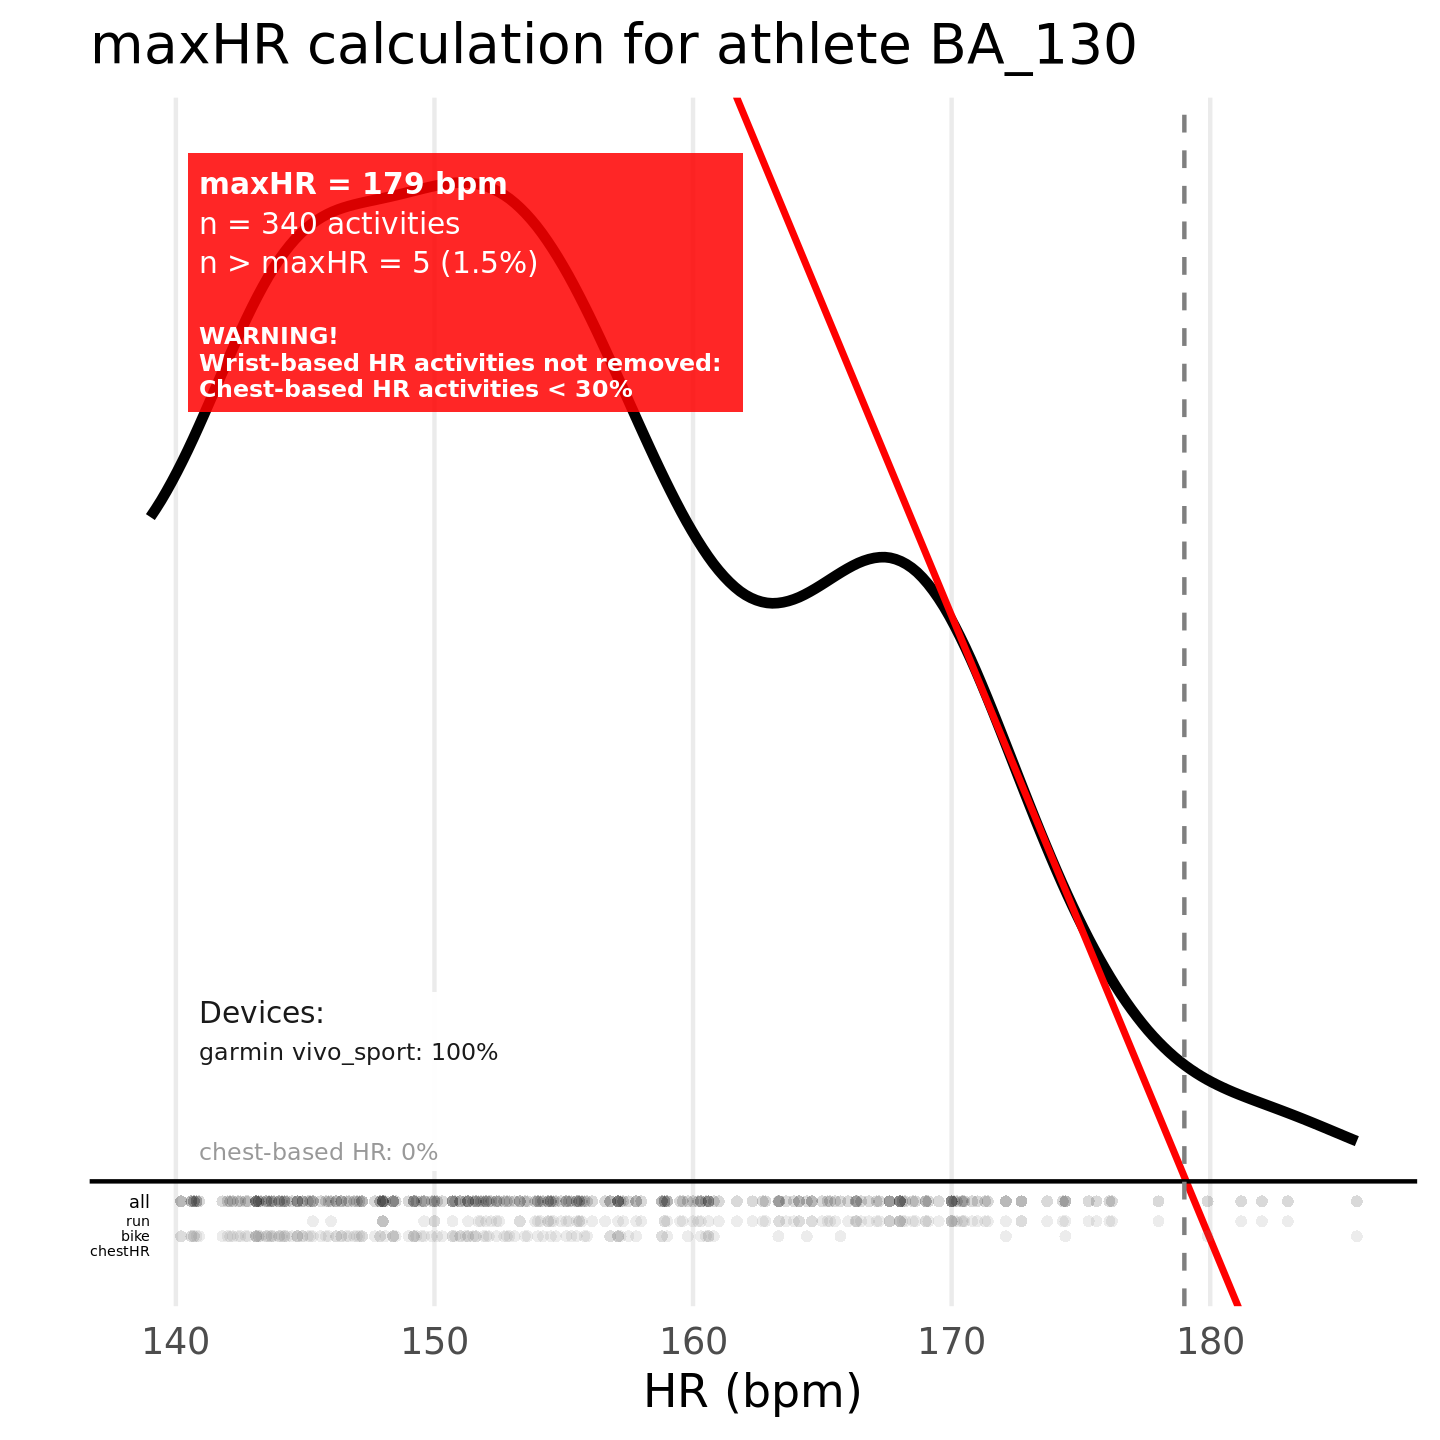 maxHR calculation for athlete BA_130
maxHR = 179 bpm
n = 340 activities
n > maxHR = 5 (1.5%)
WARNING!
Wrist-based HR activities not removed:
Chest-based HR activities < 30%
Devices:
garmin vivo_sport: 100%
chest-based HR: 0%
all
run
bike
chestHR
140 150 160 170 180
HR (bpm)